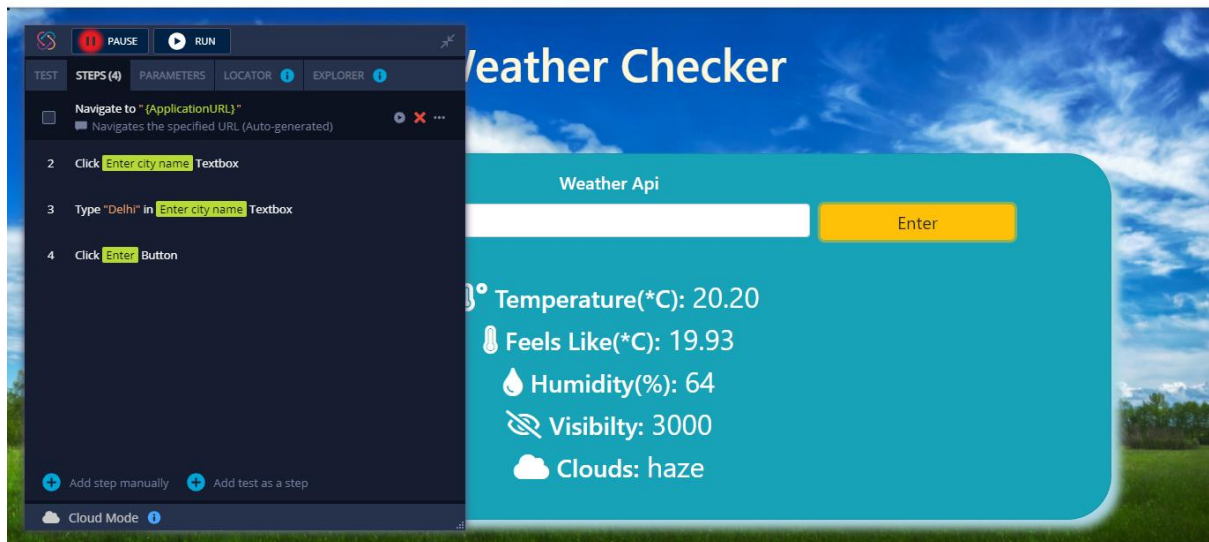 PAUSE RUN
TEST STEPS (4) PARAMETERS LOCATOR EXPLORER
Navigate to "{ApplicationURL}"
Navigates the specified URL (Auto-generated)
2 Click Enter city name Textbox
3 Type "Delhi" in Enter city name Textbox
4 Click Enter Button
Add step manually Add test as a step
Cloud Mode
eather Checker
Weather Api
Enter
Temperature(*C): 20.20
Feels Like(*C): 19.93
Humidity(%): 64
Visibilty: 3000
Clouds: haze